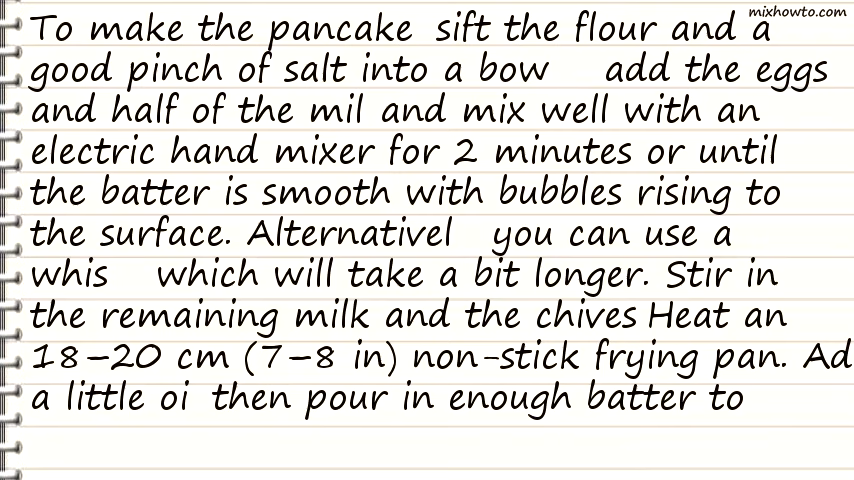 mixhowto.com
To make the pancake sift the flour and a
good pinch of salt into a bow add the eggs
and half of the mil and mix well with an
electric hand mixer for 2 minutes or until
the batter is smooth with bubbles rising to
the surface. Alternativel you can use a
whis which will take a bit longer. Stir in
the remaining milk and the chives Heat an
18–20 cm (7–8 in) non-stick frying pan. Ad
a little oi then pour in enough batter to